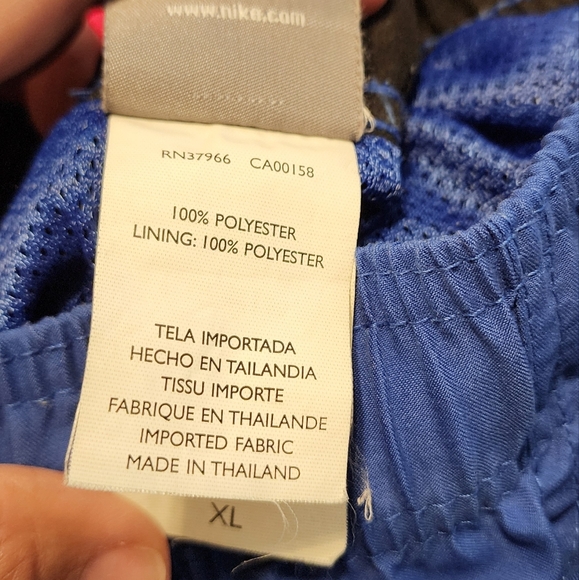 www.nike.com
RN37966 CA00158
100% POLYESTER
LINING: 100% POLYESTER
TELA IMPORTADA
HECHO EN TAILANDIA
TISSU IMPORTE
FABRIQUE EN THAILANDE
IMPORTED FABRIC
MADE IN THAILAND
XL